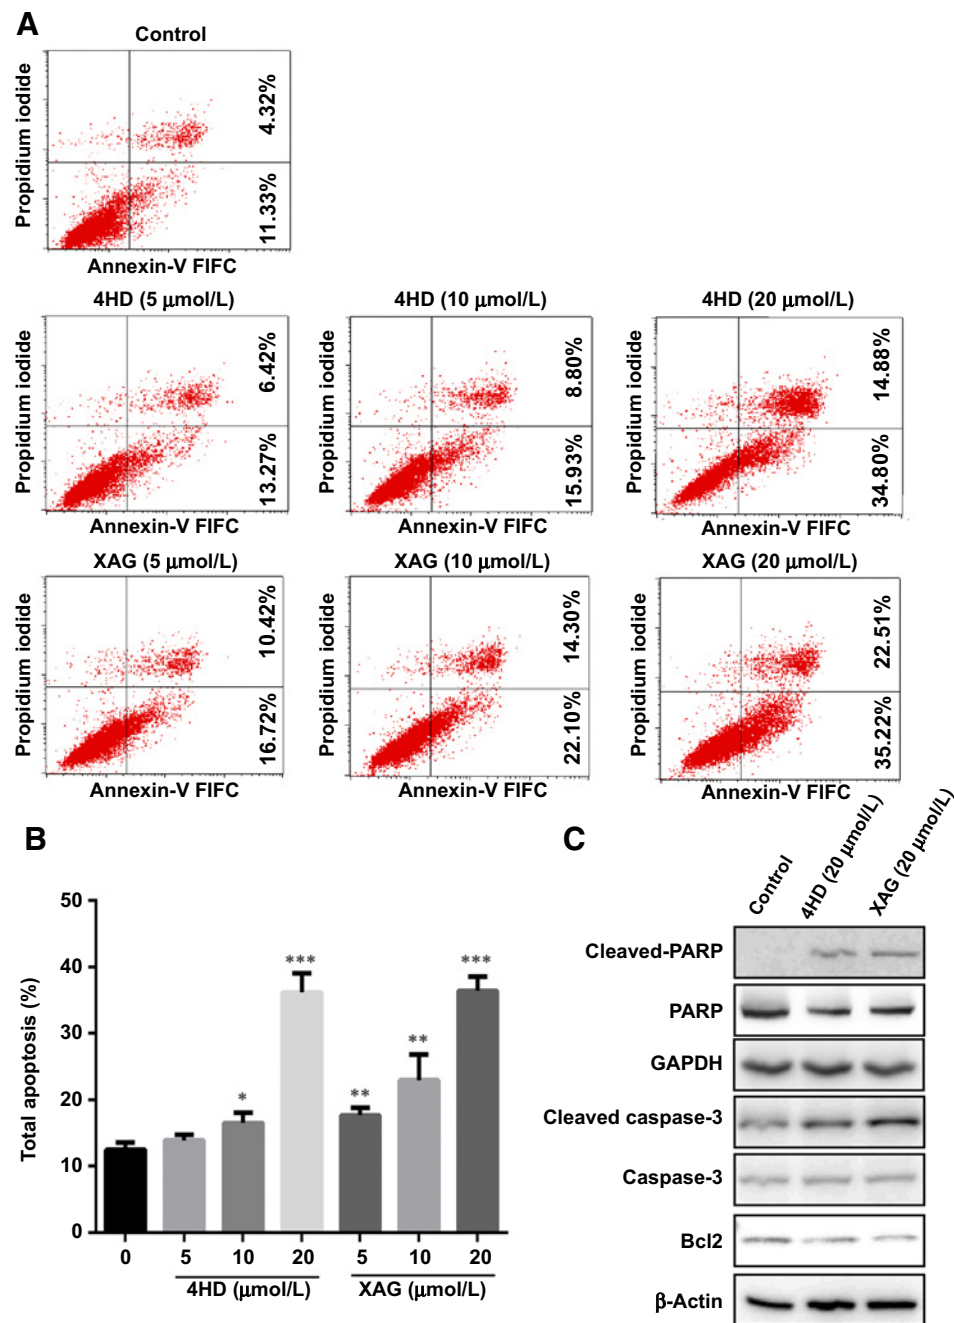 A
Control
Propidium iodide
4.32%
11.33%
Annexin-V FIFC
4HD (5 μmol/L)
Propidium iodide
6.42%
13.27%
Annexin-V FIFC
4HD (10 μmol/L)
Propidium iodide
8.80%
15.93%
Annexin-V FIFC
4HD (20 μmol/L)
Propidium iodide
14.88%
34.80%
Annexin-V FIFC
XAG (5 μmol/L)
Propidium iodide
10.42%
16.72%
Annexin-V FIFC
XAG (10 μmol/L)
Propidium iodide
14.30%
22.10%
Annexin-V FIFC
XAG (20 μmol/L)
Propidium iodide
22.51%
35.22%
Annexin-V FIFC
B
Total apoptosis (%)
50
40
30
20
10
0
*
***
**
**
***
0 5 10 20 5 10 20
4HD (μmol/L) XAG (μmol/L)
C
Control
4HD (20 μmol/L)
XAG (20 μmol/L)
Cleaved-PARP
PARP
GAPDH
Cleaved caspase-3
Caspase-3
Bcl2
β-Actin